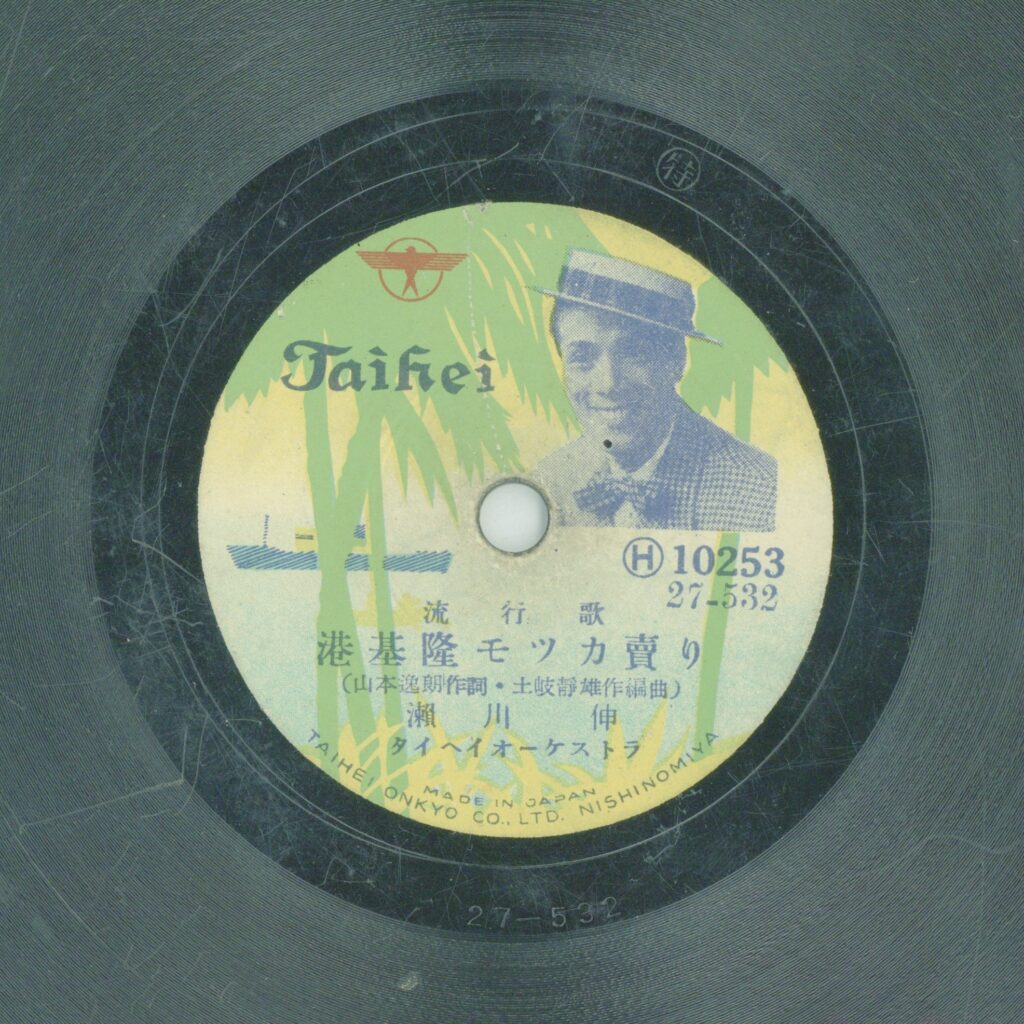 特
Taihei
Ⓗ 10253
27-532
流行歌
港基隆モツカ賣り
(山本逸朗作詞・土岐靜雄作編曲)
瀨川 伸
タイヘイオーケストラ
MADE IN JAPAN
TAIHEI ONKYO CO., LTD. NISHINOMIYA
27-532